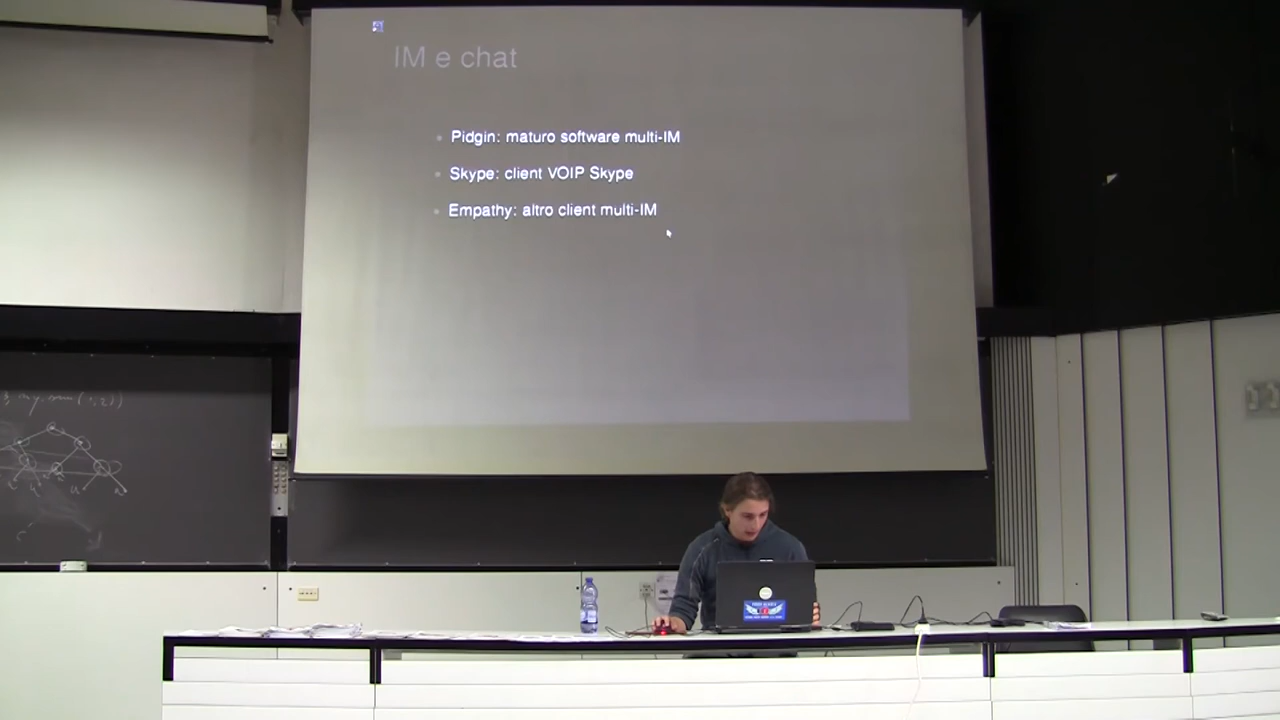 IM e chat
Pidgin: maturo software multi-IM
Skype: client VOIP Skype
Empathy: altro client multi-IM